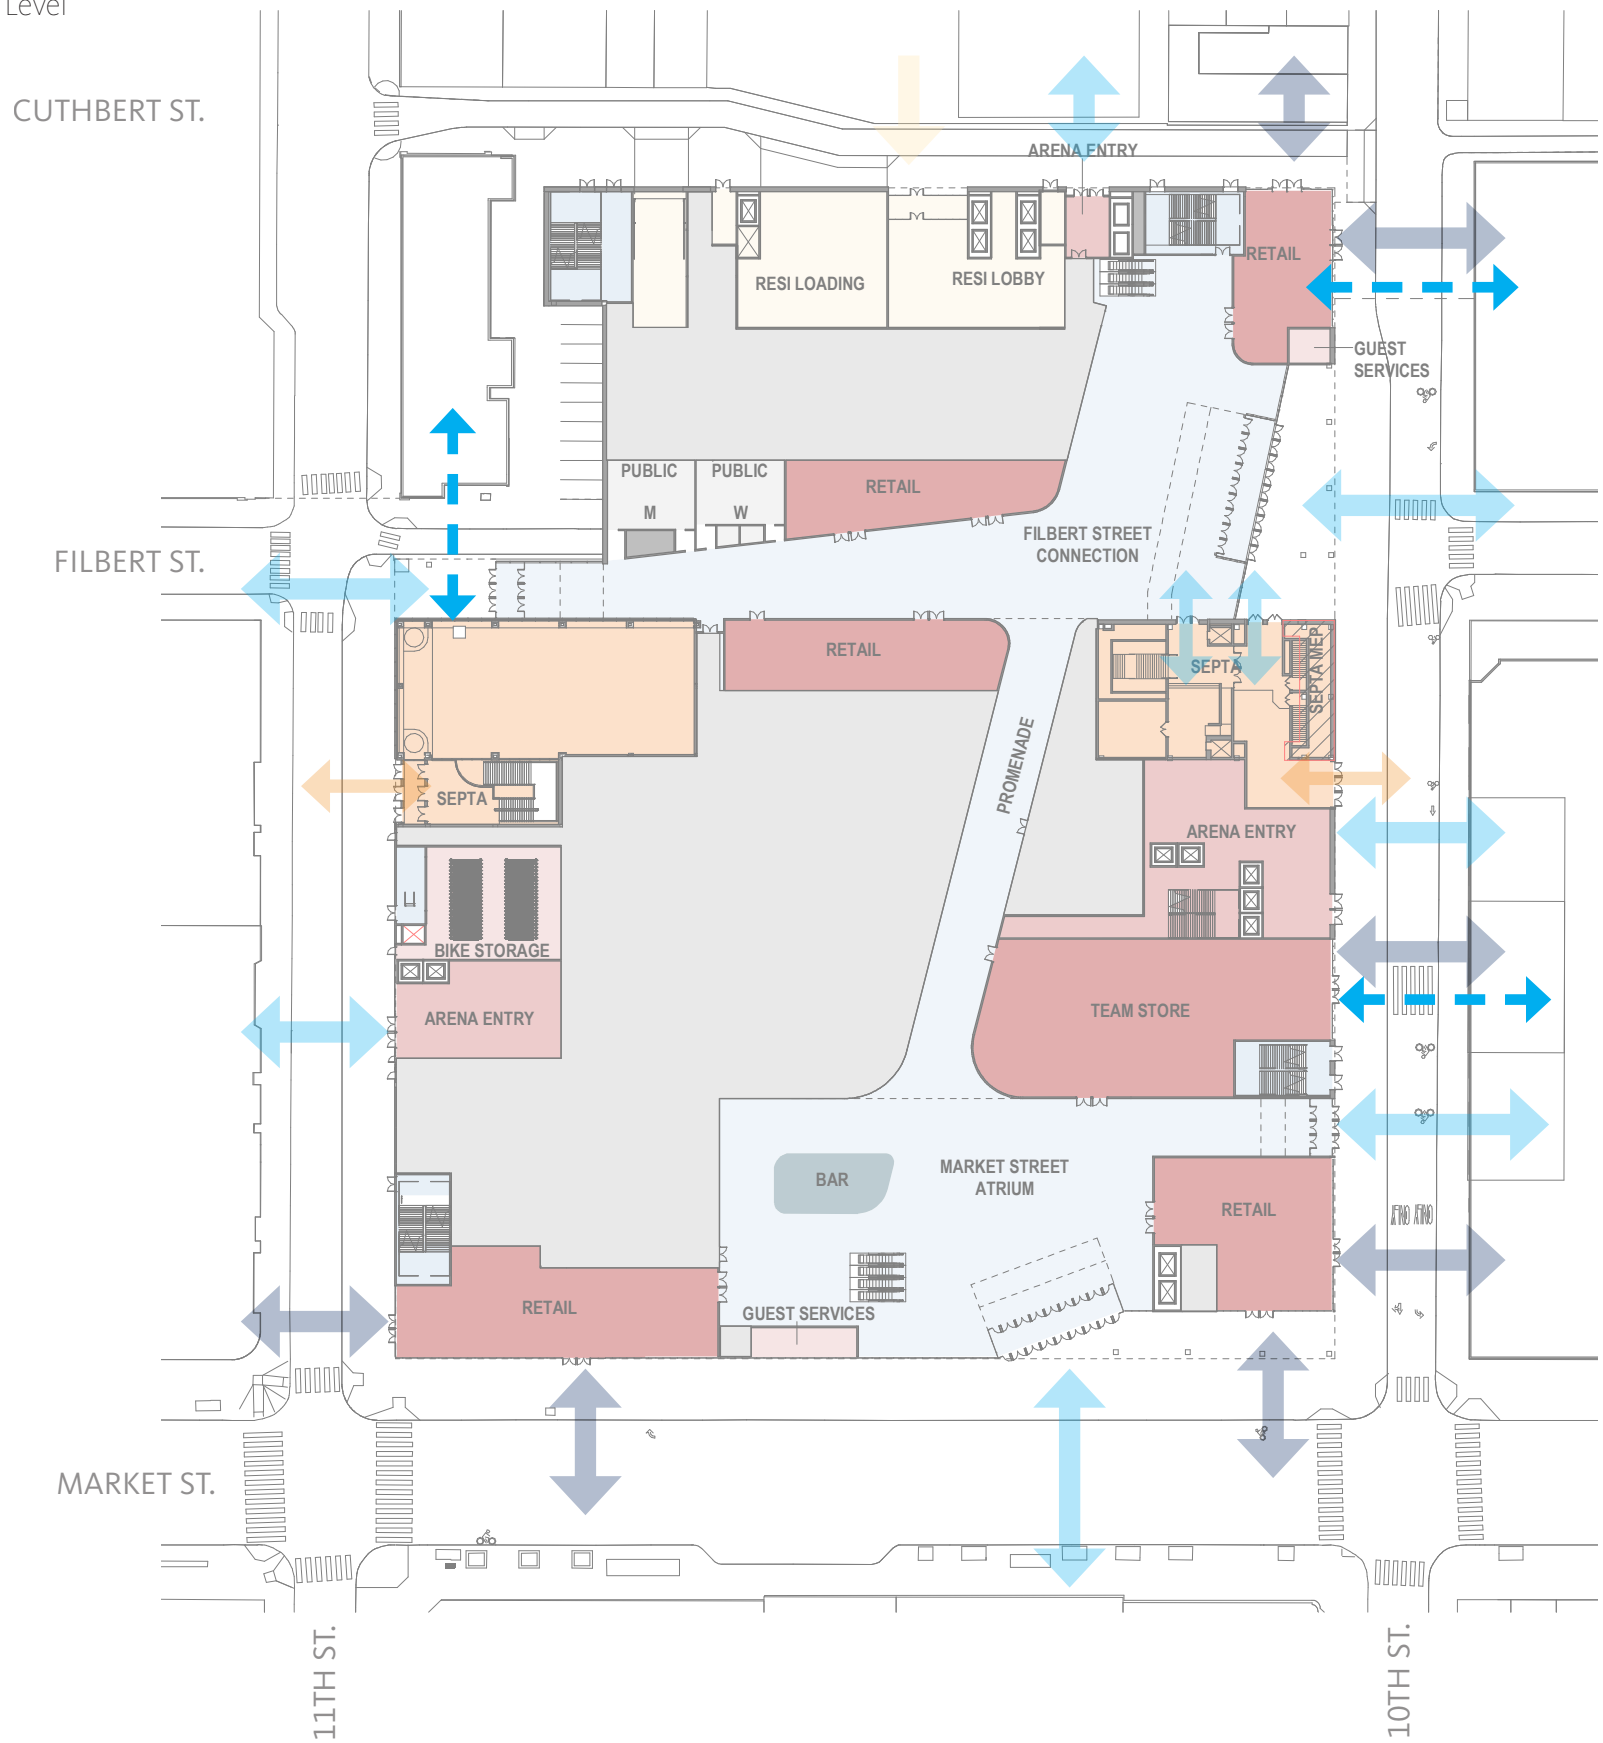 Level
CUTHBERT ST.
ARENA ENTRY
RESI LOADING
RESI LOBBY
RETAIL
GUEST
SERVICES
PUBLIC
M
PUBLIC
W
RETAIL
FILBERT STREET
CONNECTION
FILBERT ST.
RETAIL
SEPTA
SEPTA MEP
PROMENADE
SEPTA
ARENA ENTRY
BIKE STORAGE
ARENA ENTRY
TEAM STORE
BAR
MARKET STREET
ATRIUM
RETAIL
ONLY ONLY
RETAIL
GUEST SERVICES
MARKET ST.
11TH ST.
10TH ST.